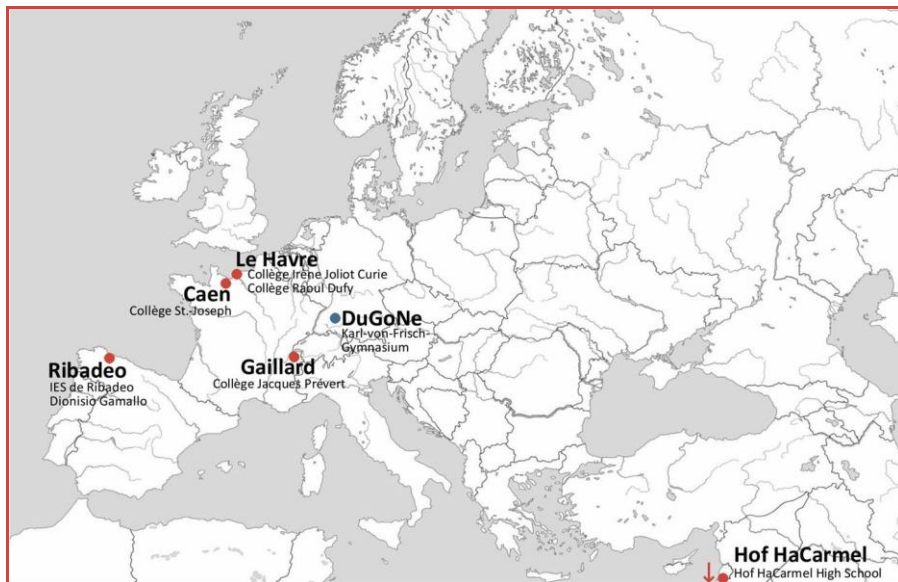 Le Havre
Collège Irène Joliot Curie
Collège Raoul Dufy
Caen
Collège St.-Joseph
DuGoNe
Karl-von-Frisch-
Gymnasium
Gaillard
Collège Jacques Prévert
Ribadeo
IES de Ribadeo
Dionisio Gamallo
Hof HaCarmel
Hof HaCarmel High School